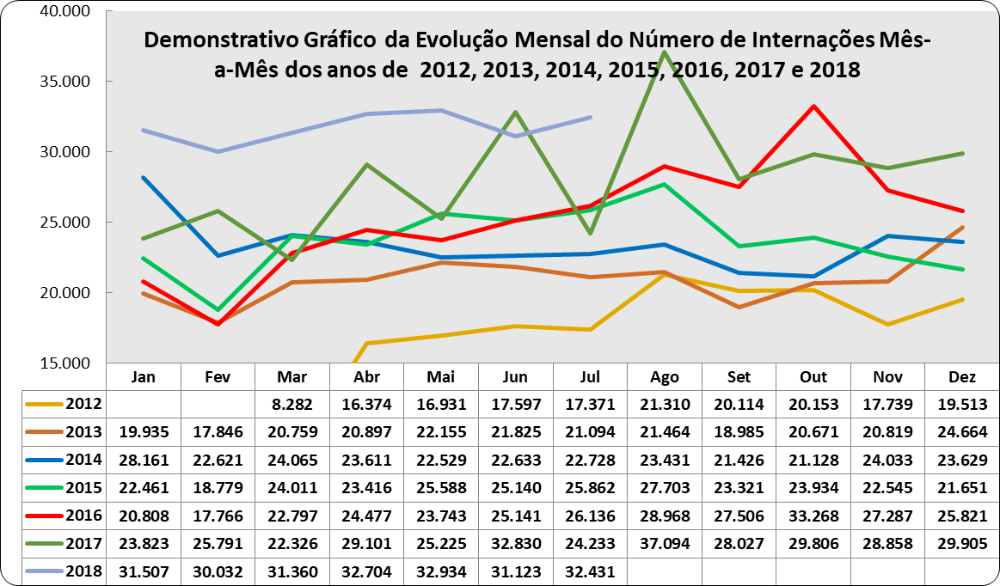 40.000
Demonstrativo Gráfico da Evolução Mensal do Número de Internações Mês-
a-Mês dos anos de 2012, 2013, 2014, 2015, 2016, 2017 e 2018
35.000
30.000
25.000
20.000
15.000
Jan Fev Mar Abr Mai Jun Jul Ago Set Out Nov Dez
2012 8.282 16.374 16.931 17.597 17.371 21.310 20.114 20.153 17.739 19.513
2013 19.935 17.846 20.759 20.897 22.155 21.825 21.094 21.464 18.985 20.671 20.819 24.664
2014 28.161 22.621 24.065 23.611 22.529 22.633 22.728 23.431 21.426 21.128 24.033 23.629
2015 22.461 18.779 24.011 23.416 25.588 25.140 25.862 27.703 23.321 23.934 22.545 21.651
2016 20.808 17.766 22.797 24.477 23.743 25.141 26.136 28.968 27.506 33.268 27.287 25.821
2017 23.823 25.791 22.326 29.101 25.225 32.830 24.233 37.094 28.027 29.806 28.858 29.905
2018 31.507 30.032 31.360 32.704 32.934 31.123 32.431